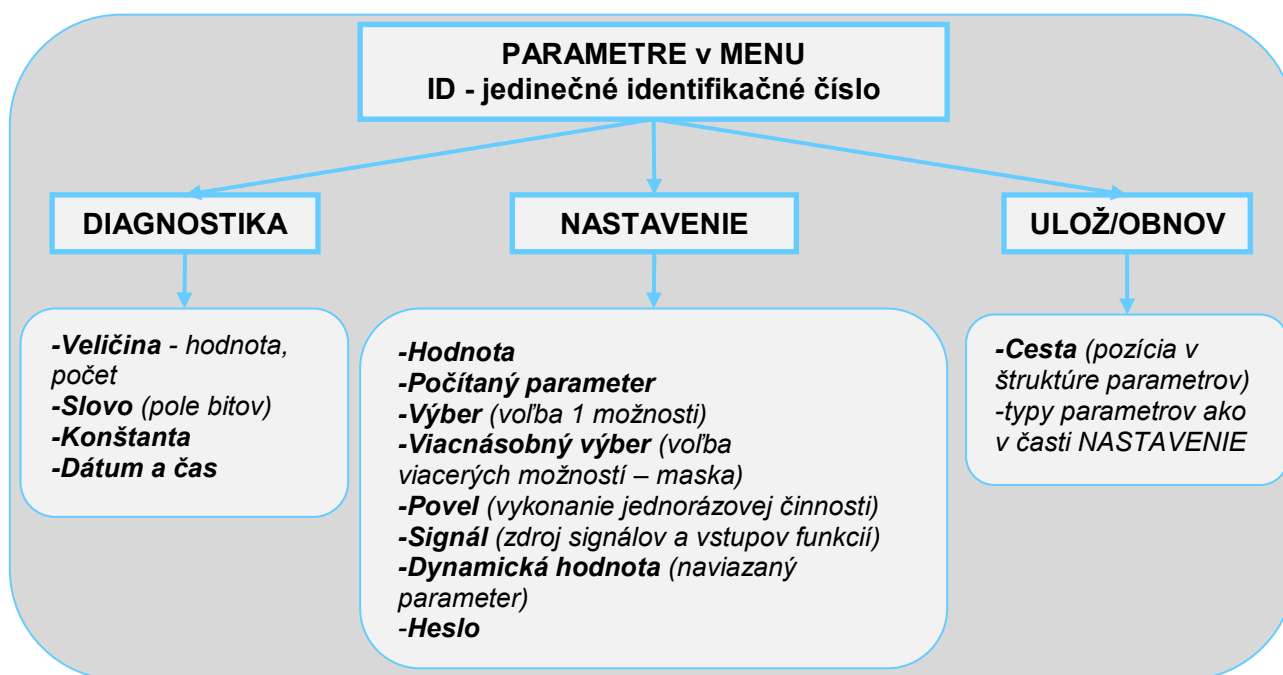 PARAMETRE v MENU
ID - jedinečné identifikačné číslo
DIAGNOSTIKA
-Veličina - hodnota,
počet
-Slovo (pole bitov)
-Konštanta
-Dátum a čas
NASTAVENIE
-Hodnota
-Počítaný parameter
-Výber (voľba 1 možnosti)
-Viacnásobný výber (voľba
viacerých možností – maska)
-Povel (vykonanie jednorázovej činnosti)
-Signál (zdroj signálov a vstupov funkcií)
-Dynamická hodnota (naviazaný
parameter)
-Heslo
ULOŽ/OBNOV
-Cesta (pozícia v
štruktúre parametrov)
-typy parametrov ako
v časti NASTAVENIE